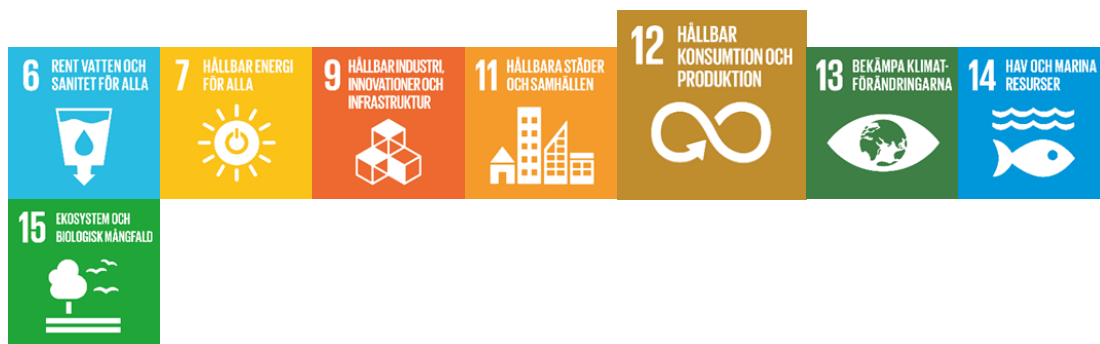 6 RENT VATTEN OCH
SANITET FÖR ALLA
7 HÅLLBAR ENERGI
FÖR ALLA
9 HÅLLBAR INDUSTRI,
INNOVATIONER OCH
INFRASTRUKTUR
11 HÅLLBARA STÄDER
OCH SAMHÄLLEN
12 HÅLLBAR
KONSUMTION OCH
PRODUKTION
13 BEKÄMPA KLIMAT-
FÖRÄNDRINGARNA
14 HAV OCH MARINA
RESURSER
15 EKOSYSTEM OCH
BIOLOGISK MÅNGFALD